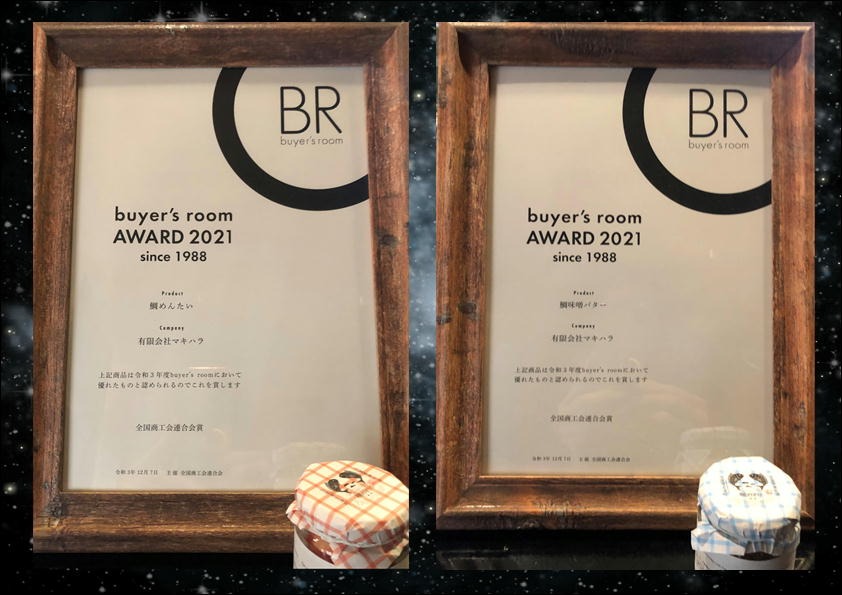 BR
buyer's room
buyer's room
AWARD 2021
since 1988
Product
鯛めんたい
Company
有限会社マキハラ
上記商品は令和3年度buyer's roomにおいて
優れたものと認められるのでこれを賞します
全国商工会連合会賞
令和3年12月7日 主催 全国商工会連合会
BR
buyer's room
buyer's room
AWARD 2021
since 1988
Product
鯛味噌バター
Company
有限会社マキハラ
上記商品は令和3年度buyer's roomにおいて
優れたものと認められるのでこれを賞します
全国商工会連合会賞
令和3年12月7日 主催 全国商工会連合会